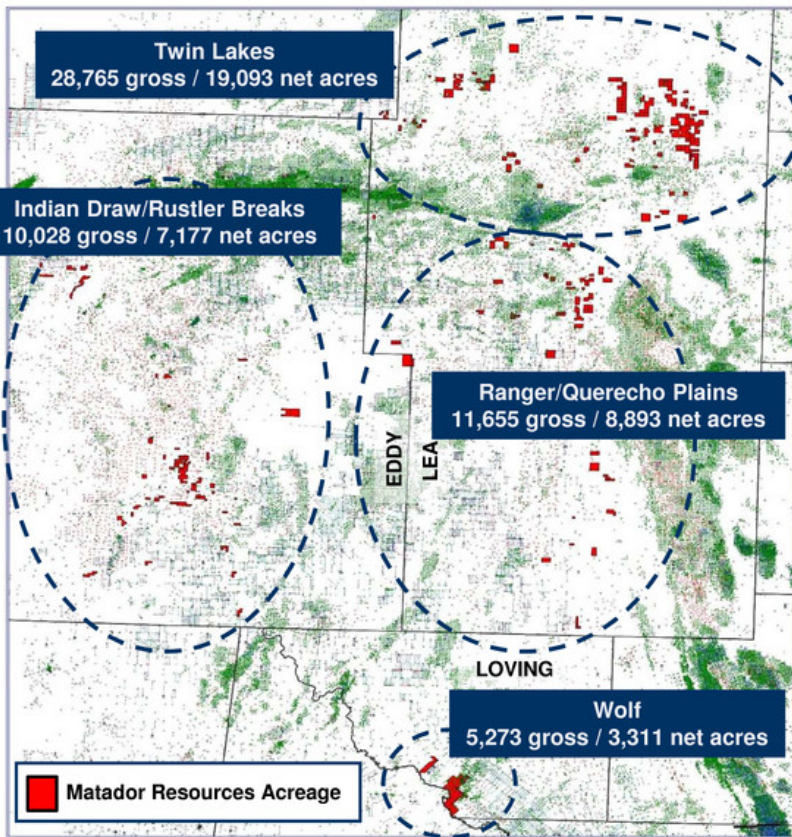 Twin Lakes
28,765 gross / 19,093 net acres
Indian Draw/Rustler Breaks
10,028 gross / 7,177 net acres
Ranger/Querecho Plains
11,655 gross / 8,893 net acres
EDDY
LEA
LOVING
Wolf
5,273 gross / 3,311 net acres
Matador Resources Acreage